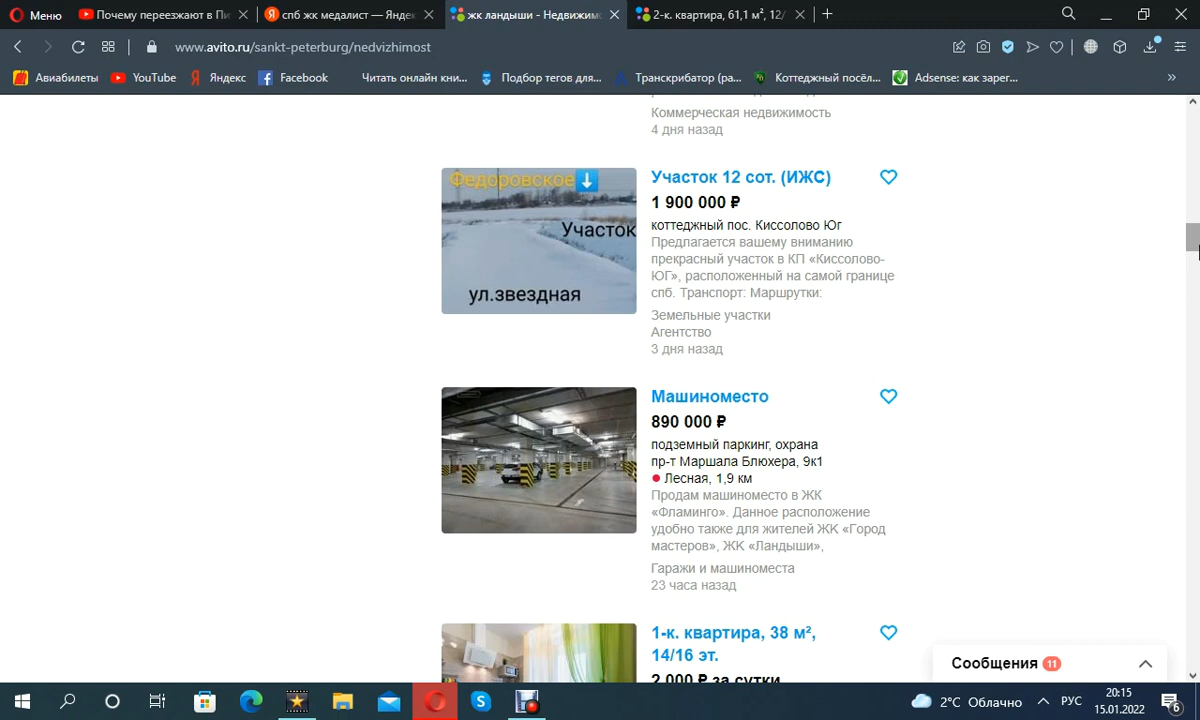 Меню
Почему переезжают в Пи
спб жк медалист — Яндек
жк ландыши - Недвижимо
2-к. квартира, 61,1 м², 12/
www.avito.ru/sankt-peterburg/nedvizhimost
Авиабилеты
YouTube
Яндекс
Facebook
Читать онлайн кни...
Подбор тегов для...
Транскрибатор (ра...
Коттеджный посёл...
Adsense: как зарег...
Коммерческая недвижимость
4 дня назад
Федоровское
Участок
ул.звездная
Участок 12 сот. (ИЖС)
1 900 000 ₽
коттеджный пос. Киссолово Юг
Предлагается вашему вниманию
прекрасный участок в КП «Киссолово-
ЮГ», расположенный на самой границе
спб. Транспорт: Маршрутки:
Земельные участки
Агентство
3 дня назад
Машиноместо
890 000 ₽
подземный паркинг, охрана
пр-т Маршала Блюхера, 9к1
Лесная, 1,9 км
Продам машиноместо в ЖК
«Фламинго». Данное расположение
удобно также для жителей ЖК «Город
мастеров», ЖК «Ландыши»,
Гаражи и машиноместа
23 часа назад
1-к. квартира, 38 м²,
14/16 эт.
2 000 ₽ за сутки
Сообщения 11
2°C Облачно
РУС
20:15
15.01.2022
6